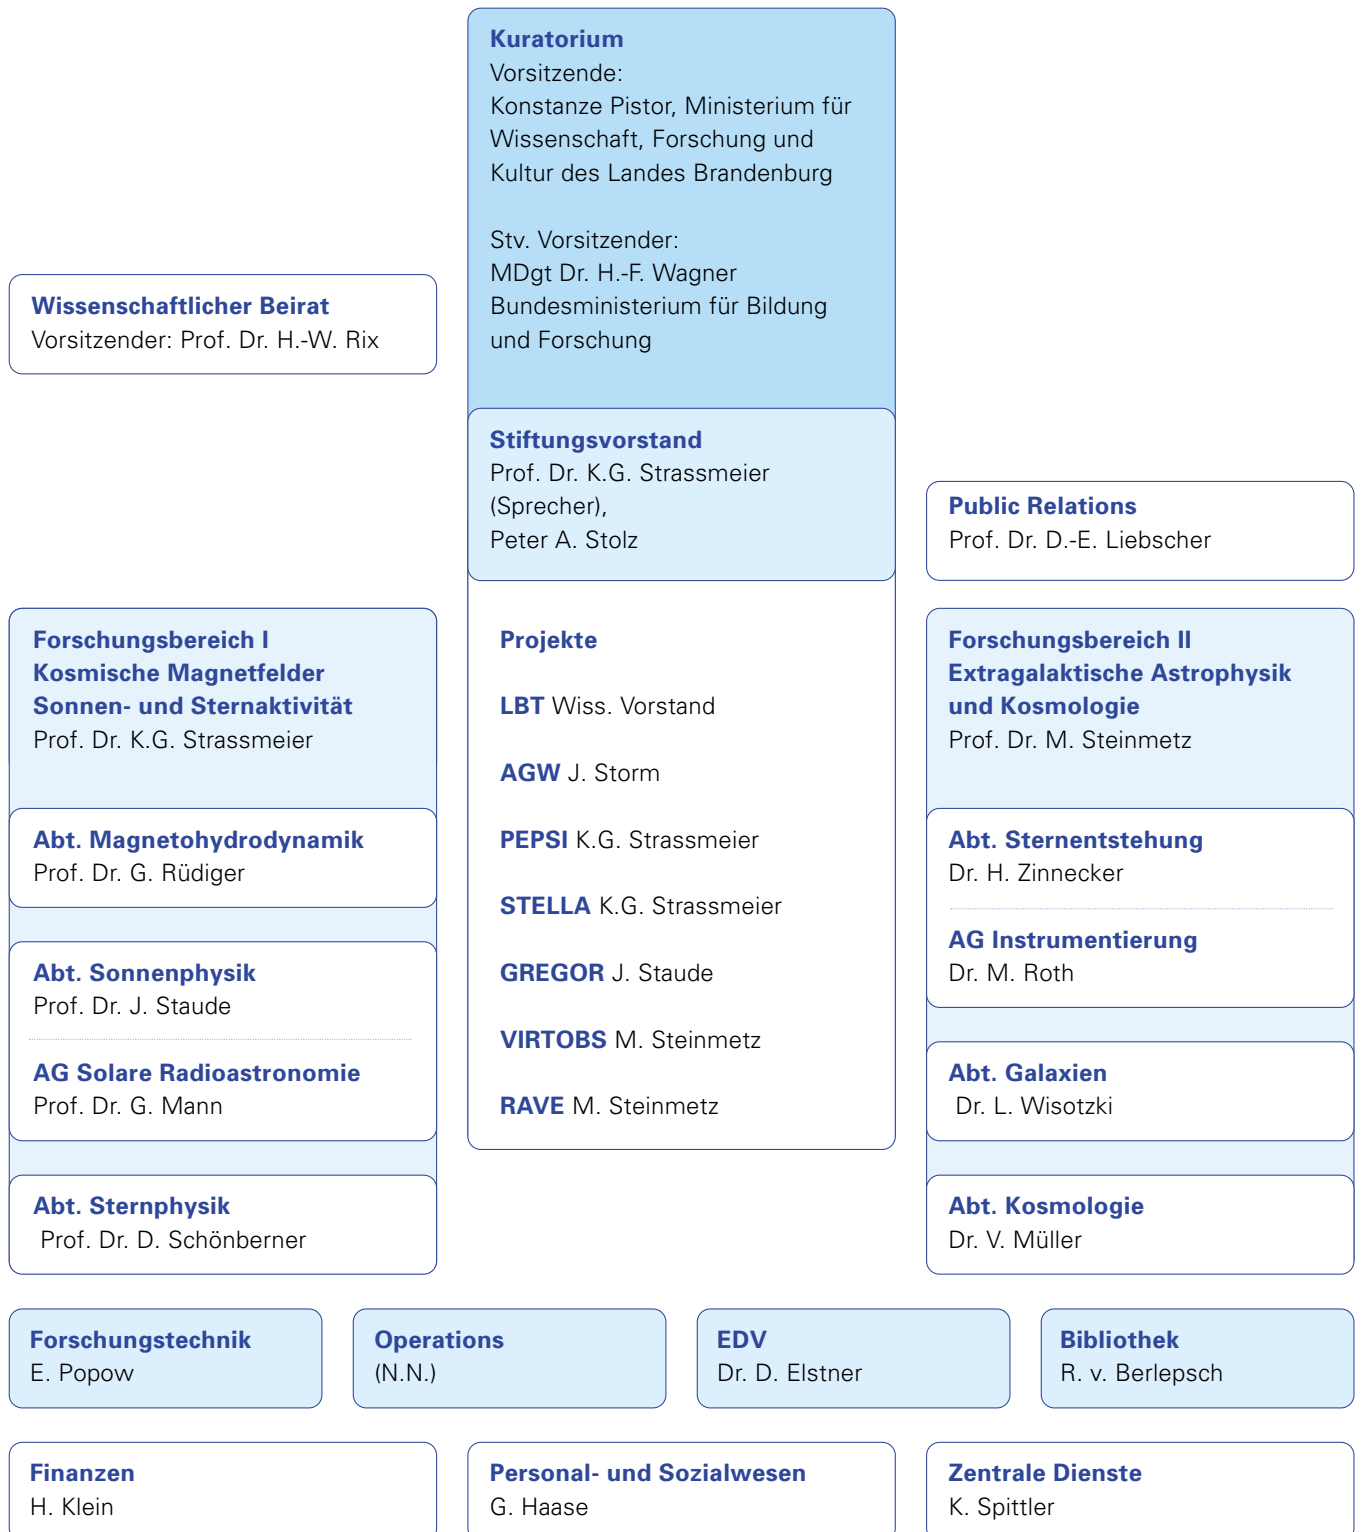 Kuratorium
Vorsitzende:
Konstanze Pistor, Ministerium für
Wissenschaft, Forschung und
Kultur des Landes Brandenburg
Stv. Vorsitzender:
MDgt Dr. H.-F. Wagner
Bundesministerium für Bildung
und Forschung
Wissenschaftlicher Beirat
Vorsitzender: Prof. Dr. H.-W. Rix
Stiftungsvorstand
Prof. Dr. K.G. Strassmeier
(Sprecher),
Peter A. Stolz
Public Relations
Prof. Dr. D.-E. Liebscher
Forschungsbereich I
Kosmische Magnetfelder
Sonnen- und Sternaktivität
Prof. Dr. K.G. Strassmeier
Abt. Magnetohydrodynamik
Prof. Dr. G. Rüdiger
Abt. Sonnenphysik
Prof. Dr. J. Staude
AG Solare Radioastronomie
Prof. Dr. G. Mann
Abt. Sternphysik
Prof. Dr. D. Schönberner
Projekte
LBT Wiss. Vorstand
AGW J. Storm
PEPSI K.G. Strassmeier
STELLA K.G. Strassmeier
GREGOR J. Staude
VIRTOBS M. Steinmetz
RAVE M. Steinmetz
Forschungsbereich II
Extragalaktische Astrophysik
und Kosmologie
Prof. Dr. M. Steinmetz
Abt. Sternentstehung
Dr. H. Zinnecker
AG Instrumentierung
Dr. M. Roth
Abt. Galaxien
Dr. L. Wisotzki
Abt. Kosmologie
Dr. V. Müller
Forschungstechnik
E. Popow
Operations
(N.N.)
EDV
Dr. D. Elstner
Bibliothek
R. v. Berlepsch
Finanzen
H. Klein
Personal- und Sozialwesen
G. Haase
Zentrale Dienste
K. Spittler